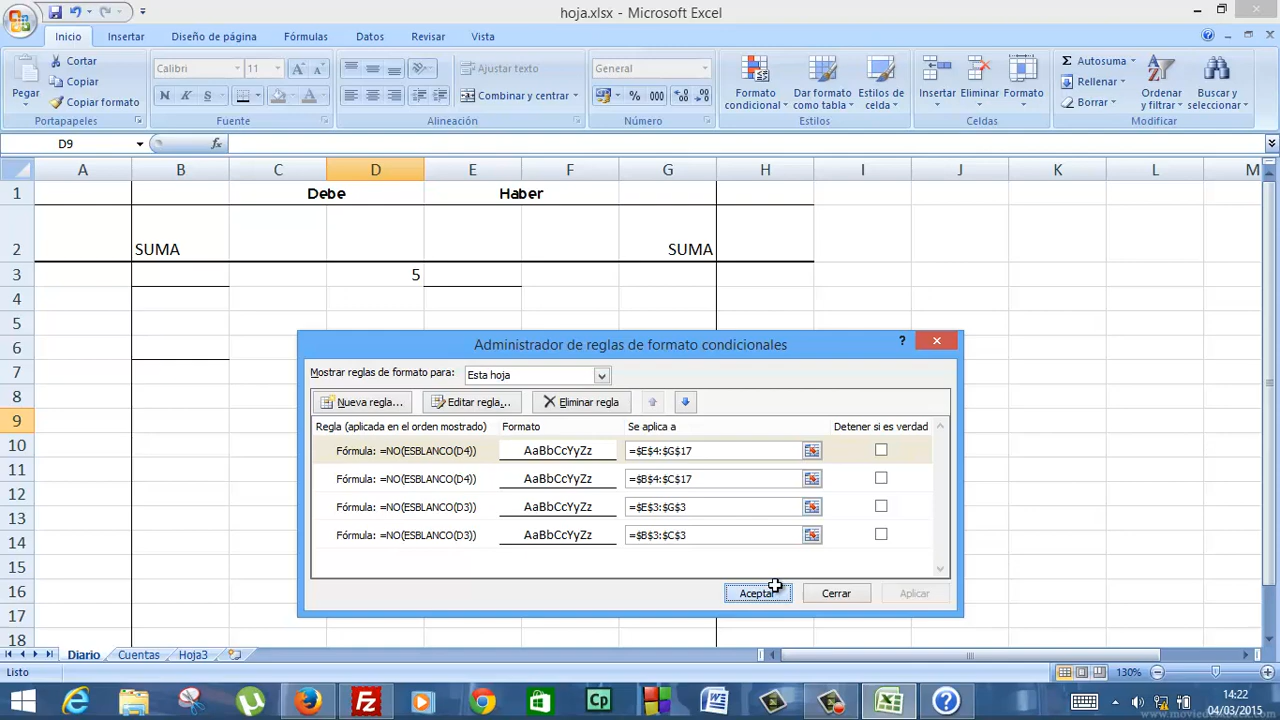 hoja.xlsx - Microsoft Excel
Inicio Insertar Diseño de página Fórmulas Datos Revisar Vista
Pegar
Cortar
Copiar
Copiar formato
Portapapeles
Calibri 11
N K S
Fuente
Ajustar texto
Combinar y centrar
Alineación
General
% 000
Número
Formato condicional
Dar formato como tabla
Estilos de celda
Estilos
Insertar Eliminar Formato
Celdas
Autosuma
Rellenar
Borrar
Ordenar y filtrar
Buscar y seleccionar
Modificar
D9 fx
A B C D E F G H I J K L M
1 Debe Haber
2 SUMA SUMA
3 5
4
5
6
7
8
9
10
11
12
13
14
15
16
17
18
Administrador de reglas de formato condicionales ?
Mostrar reglas de formato para: Esta hoja
Nueva regla... Editar regla... Eliminar regla
Regla (aplicada en el orden mostrado) Formato Se aplica a Detener si es verdad
Fórmula: =NO(ESBLANCO(D4)) AaBbCcYyZz =$E$4:$G$17
Fórmula: =NO(ESBLANCO(D4)) AaBbCcYyZz =$B$4:$C$17
Fórmula: =NO(ESBLANCO(D3)) AaBbCcYyZz =$E$3:$G$3
Fórmula: =NO(ESBLANCO(D3)) AaBbCcYyZz =$B$3:$C$3
Aceptar Cerrar Aplicar
Diario Cuentas Hoja3
Listo 130%
14:22
04/03/2015